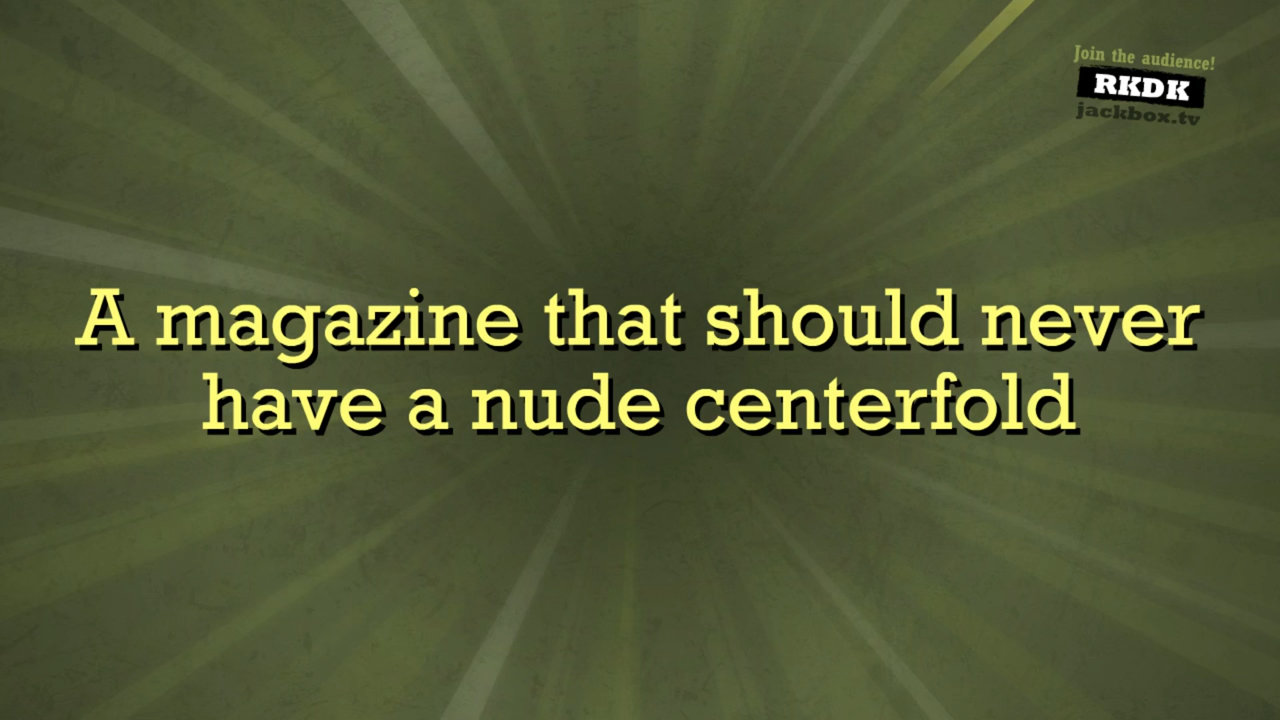 Join the audience!
RKDK
jackbox.tv
A magazine that should never
have a nude centerfold